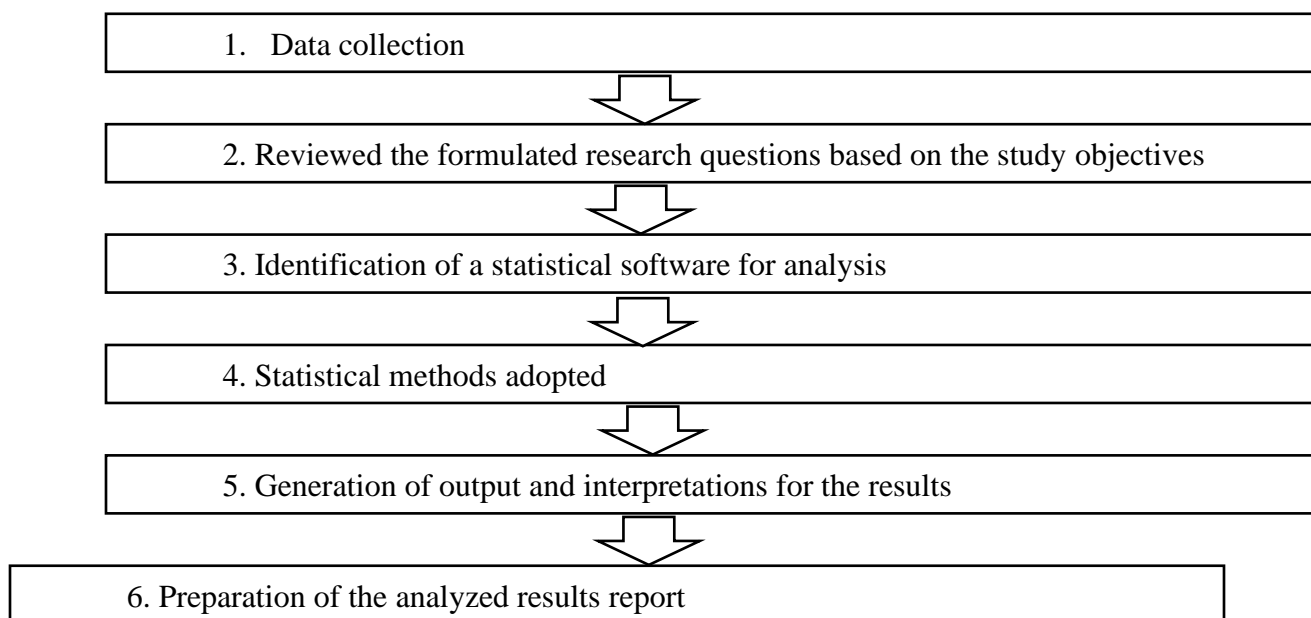 1. Data collection
2. Reviewed the formulated research questions based on the study objectives
3. Identification of a statistical software for analysis
4. Statistical methods adopted
5. Generation of output and interpretations for the results
6. Preparation of the analyzed results report